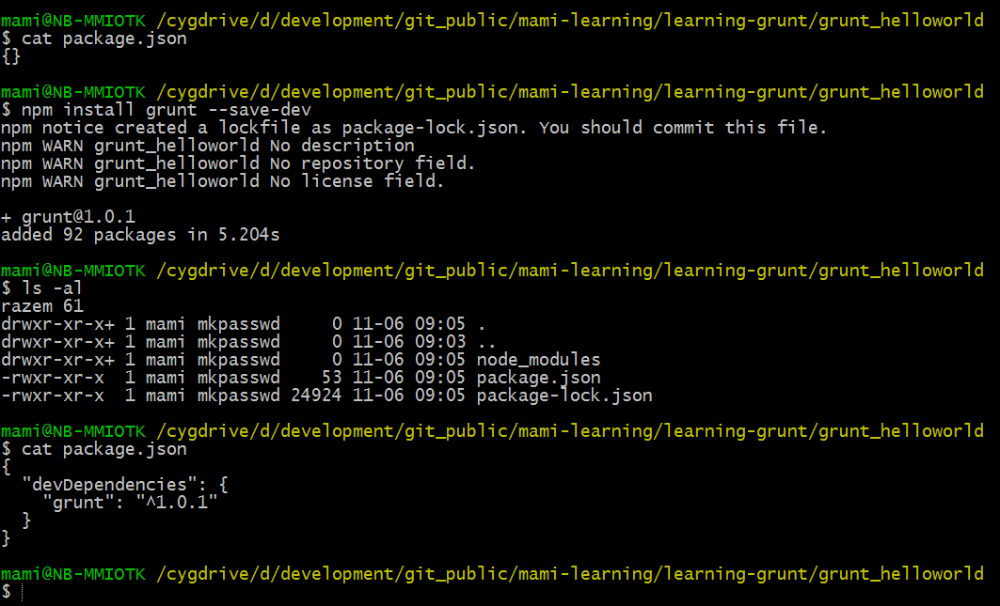 mami@NB-MMIOTK /cygdrive/d/development/git_public/mami-learning/learning-grunt/grunt_helloworld
$ cat package.json
{}
mami@NB-MMIOTK /cygdrive/d/development/git_public/mami-learning/learning-grunt/grunt_helloworld
$ npm install grunt --save-dev
npm notice created a lockfile as package-lock.json. You should commit this file.
npm WARN grunt_helloworld No description
npm WARN grunt_helloworld No repository field.
npm WARN grunt_helloworld No license field.
+ grunt@1.0.1
added 92 packages in 5.204s
mami@NB-MMIOTK /cygdrive/d/development/git_public/mami-learning/learning-grunt/grunt_helloworld
$ ls -al
razem 61
drwxr-xr-x+ 1 mami mkpasswd     0 11-06 09:05 .
drwxr-xr-x+ 1 mami mkpasswd     0 11-06 09:03 ..
drwxr-xr-x+ 1 mami mkpasswd     0 11-06 09:05 node_modules
-rwxr-xr-x  1 mami mkpasswd    53 11-06 09:05 package.json
-rwxr-xr-x  1 mami mkpasswd 24924 11-06 09:05 package-lock.json
mami@NB-MMIOTK /cygdrive/d/development/git_public/mami-learning/learning-grunt/grunt_helloworld
$ cat package.json
{
  "devDependencies": {
    "grunt": "^1.0.1"
  }
}
mami@NB-MMIOTK /cygdrive/d/development/git_public/mami-learning/learning-grunt/grunt_helloworld
$